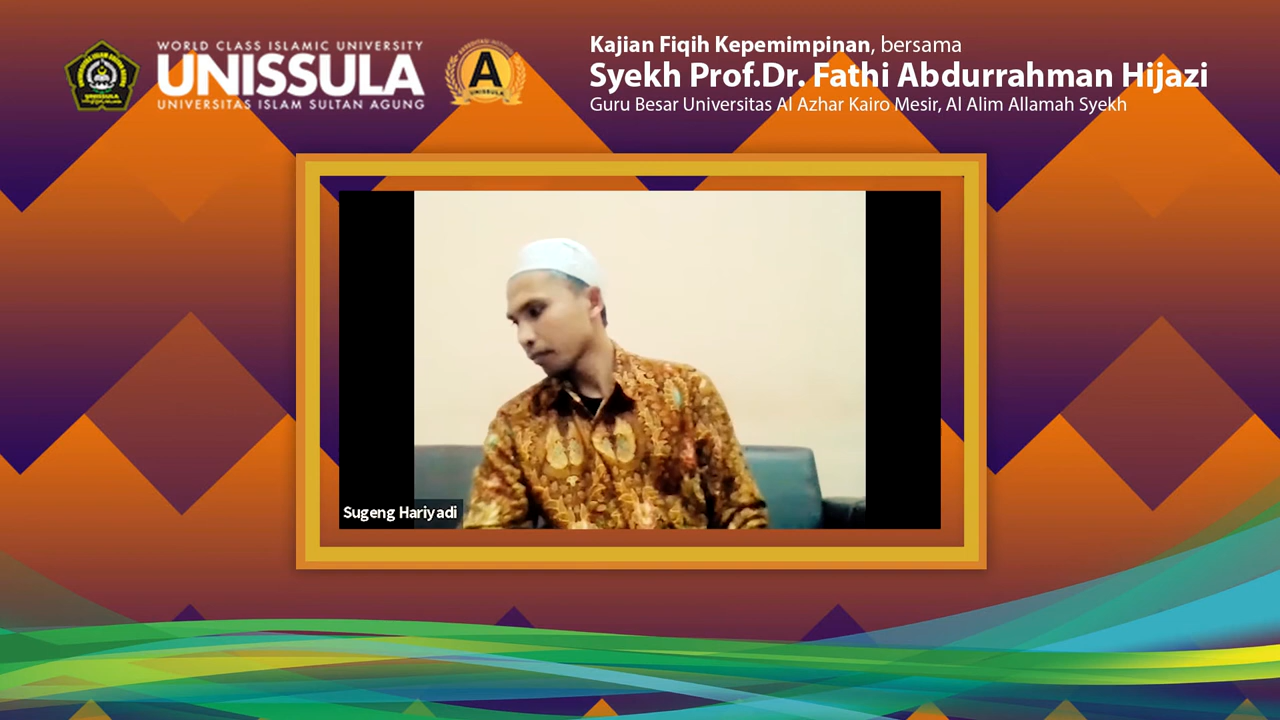 WORLD CLASS ISLAMIC UNIVERSITY
UNISSULA
UNIVERSITAS ISLAM SULTAN AGUNG
A
UNISSULA
Kajian Fiqih Kepemimpinan, bersama
Syekh Prof.Dr. Fathi Abdurrahman Hijazi
Guru Besar Universitas Al Azhar Kairo Mesir, Al Alim Allamah Syekh
Sugeng Hariyadi